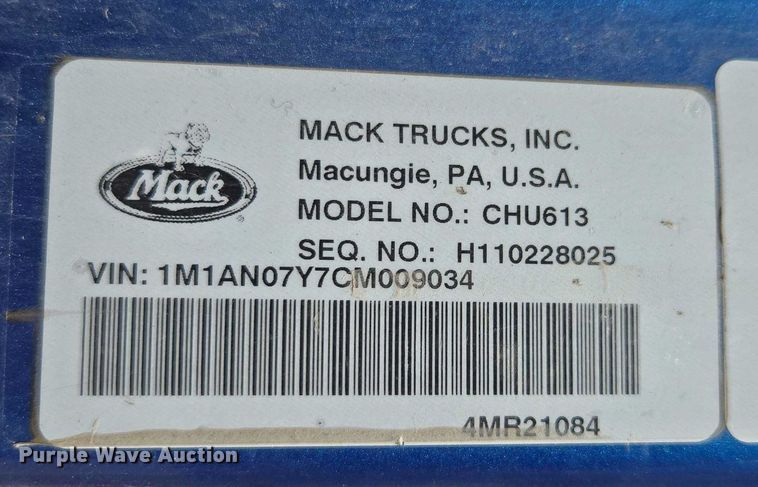 MACK TRUCKS, INC.
Mack
Macungie, PA, U.S.A.
MODEL NO.: CHU613
SEQ. NO.: H110228025
VIN: 1M1AN07Y7CM009034
4MR21084
Purple Wave Auction